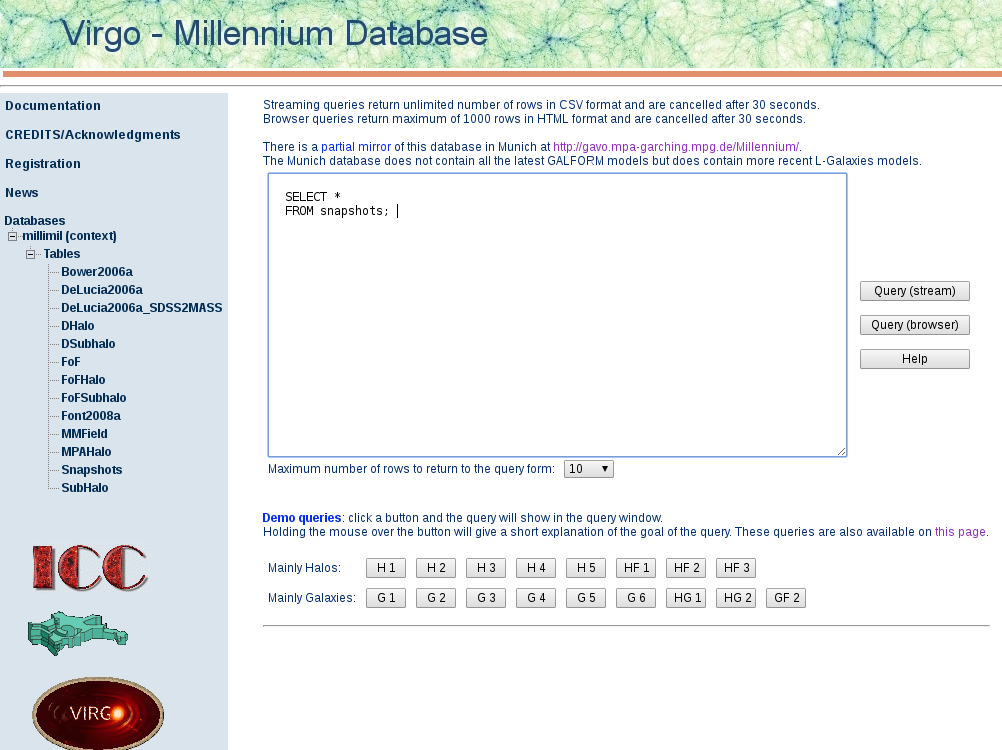 Virgo - Millennium Database
Documentation
CREDITS/Acknowledgments
Registration
News
Databases
millimil (context)
Tables
Bower2006a
DeLucia2006a
DeLucia2006a_SDSS2MASS
DHalo
DSubhalo
FoF
FoFHalo
FoFSubhalo
Font2008a
MMField
MPAHalo
Snapshots
SubHalo
ICC
VIRGO
Streaming queries return unlimited number of rows in CSV format and are cancelled after 30 seconds.
Browser queries return maximum of 1000 rows in HTML format and are cancelled after 30 seconds.
There is a partial mirror of this database in Munich at http://gavo.mpa-garching.mpg.de/Millennium/.
The Munich database does not contain all the latest GALFORM models but does contain more recent L-Galaxies models.
SELECT *
FROM snapshots;
Query (stream)
Query (browser)
Help
Maximum number of rows to return to the query form: 10
Demo queries: click a button and the query will show in the query window.
Holding the mouse over the button will give a short explanation of the goal of the query. These queries are also available on this page.
Mainly Halos: H 1 H 2 H 3 H 4 H 5 HF 1 HF 2 HF 3
Mainly Galaxies: G 1 G 2 G 3 G 4 G 5 G 6 HG 1 HG 2 GF 2